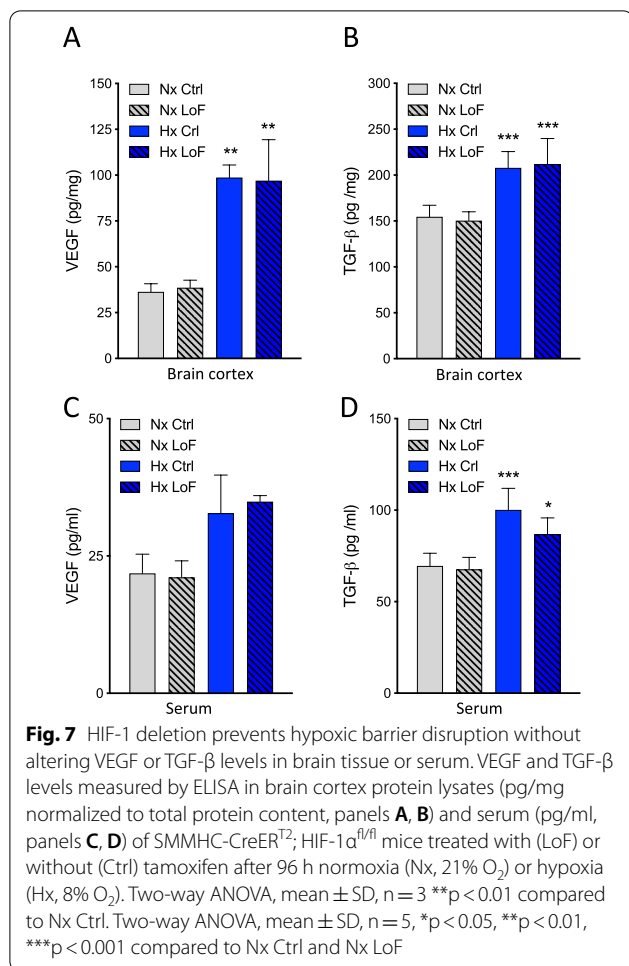 A
VEGF (pg/mg)
150
125
100
75
50
25
0
Nx Ctrl
Nx LoF
Hx Crl
Hx LoF
**
**
Brain cortex
B
TGF-β (pg /mg)
300
250
200
150
100
50
0
Nx Ctrl
Nx LoF
Hx Crl
Hx LoF
***
***
Brain cortex
C
VEGF (pg/ml)
50
25
0
Nx Ctrl
Nx LoF
Hx Ctrl
Hx LoF
Serum
D
TGF-β (pg /ml)
150
100
50
0
Nx Ctrl
Nx LoF
Hx Crl
Hx LoF
***
*
Serum
Fig. 7 HIF-1 deletion prevents hypoxic barrier disruption without
altering VEGF or TGF-β levels in brain tissue or serum. VEGF and TGF-β
levels measured by ELISA in brain cortex protein lysates (pg/mg
normalized to total protein content, panels A, B) and serum (pg/ml,
panels C, D) of SMMHC-CreERT2; HIF-1αfl/fl mice treated with (LoF) or
without (Ctrl) tamoxifen after 96 h normoxia (Nx, 21% O2) or hypoxia
(Hx, 8% O2). Two-way ANOVA, mean ± SD, n = 3 **p < 0.01 compared
to Nx Ctrl. Two-way ANOVA, mean ± SD, n = 5, *p < 0.05, **p < 0.01,
***p < 0.001 compared to Nx Ctrl and Nx LoF